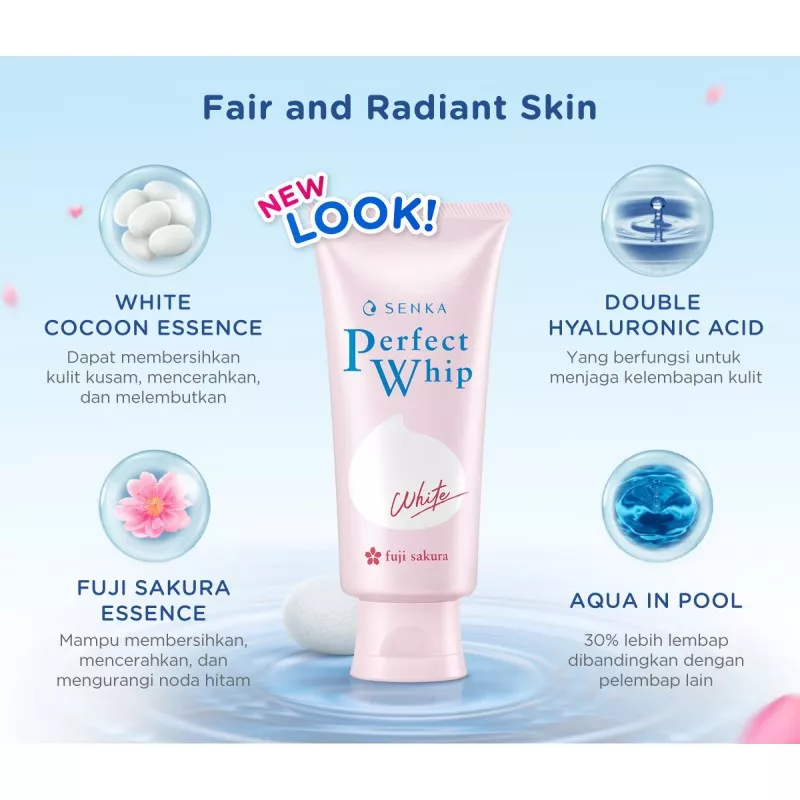 Fair and Radiant Skin
NEW
LOOK!
WHITE
COCOON ESSENCE
Dapat membersihkan
kulit kusam, mencerahkan,
dan melembutkan
DOUBLE
HYALURONIC ACID
Yang berfungsi untuk
menjaga kelembapan kulit
SENKA
Perfect
Whip
White
fuji sakura
FUJI SAKURA
ESSENCE
Mampu membersihkan,
mencerahkan, dan
mengurangi noda hitam
AQUA IN POOL
30% lebih lembap
dibandingkan dengan
pelembap lain